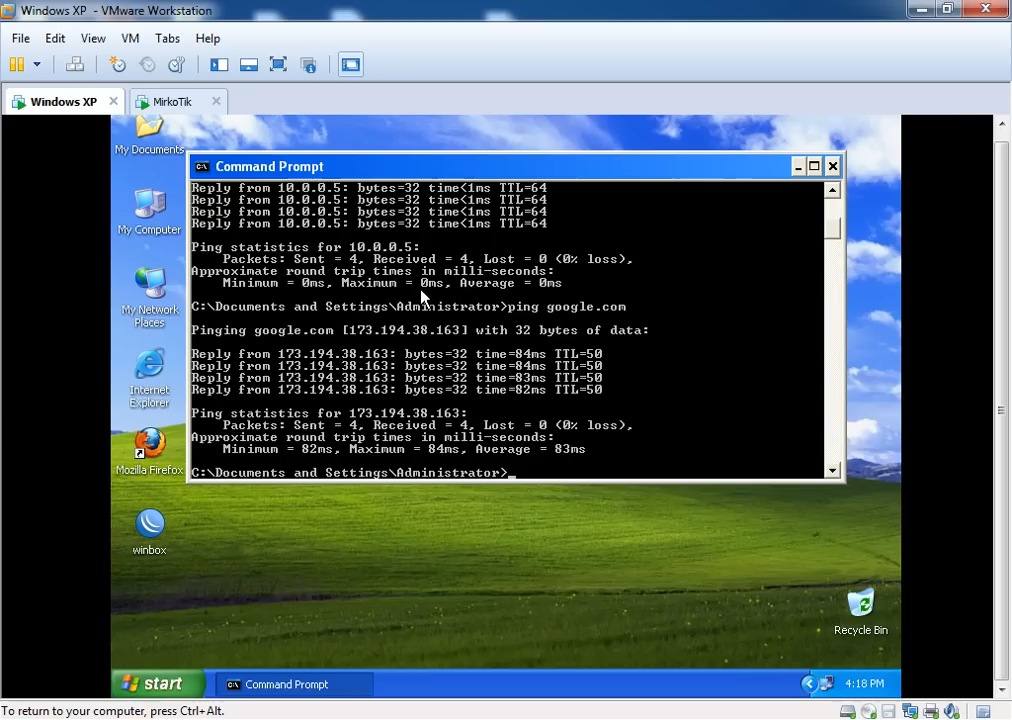 Windows XP - VMware Workstation
File Edit View VM Tabs Help
Windows XP
MirkoTik
My Documents
My Computer
My Network
Places
Internet
Explorer
Mozilla Firefox
winbox
Recycle Bin
Command Prompt
Reply from 10.0.0.5: bytes=32 time<1ms TTL=64
Reply from 10.0.0.5: bytes=32 time<1ms TTL=64
Reply from 10.0.0.5: bytes=32 time<1ms TTL=64
Reply from 10.0.0.5: bytes=32 time<1ms TTL=64
Ping statistics for 10.0.0.5:
Packets: Sent = 4, Received = 4, Lost = 0 (0% loss),
Approximate round trip times in milli-seconds:
Minimum = 0ms, Maximum = 0ms, Average = 0ms
C:\Documents and Settings\Administrator>ping google.com
Pinging google.com [173.194.38.163] with 32 bytes of data:
Reply from 173.194.38.163: bytes=32 time=84ms TTL=50
Reply from 173.194.38.163: bytes=32 time=84ms TTL=50
Reply from 173.194.38.163: bytes=32 time=83ms TTL=50
Reply from 173.194.38.163: bytes=32 time=82ms TTL=50
Ping statistics for 173.194.38.163:
Packets: Sent = 4, Received = 4, Lost = 0 (0% loss),
Approximate round trip times in milli-seconds:
Minimum = 82ms, Maximum = 84ms, Average = 83ms
C:\Documents and Settings\Administrator>_
start
Command Prompt
4:18 PM
To return to your computer, press Ctrl+Alt.